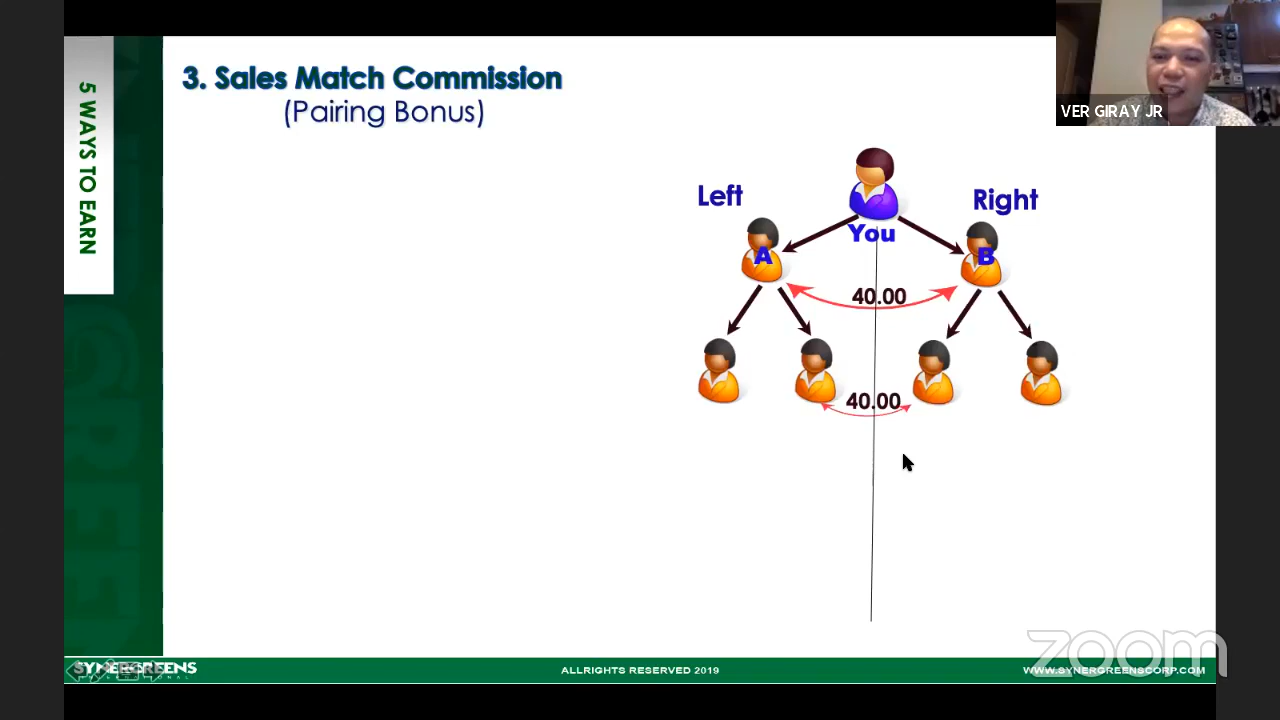 5 WAYS TO EARN
3. Sales Match Commission
(Pairing Bonus)
VER GIRAY JR
Left
Right
You
A
B
40.00
40.00
zoom
SYNERGREENS
ALLRIGHTS RESERVED 2019
WWW.SYNERGREENSCORP.COM